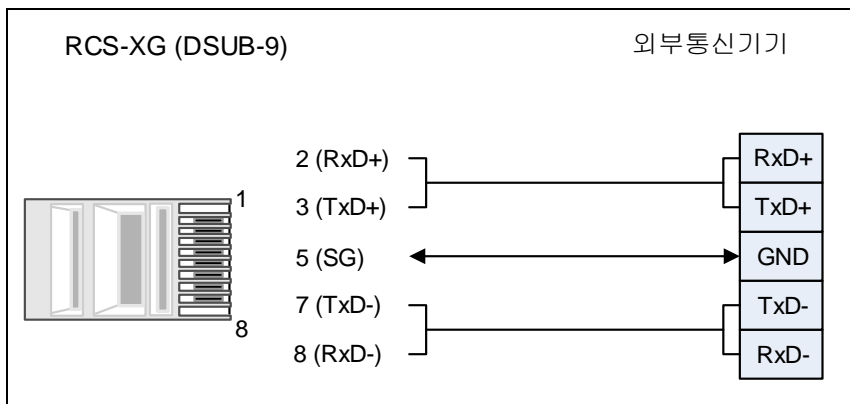 RCS-XG (DSUB-9) 외부통신기기
2 (RxD+) RxD+
1
3 (TxD+) TxD+
5 (SG) GND
7 (TxD-) TxD-
8
8 (RxD-) RxD-